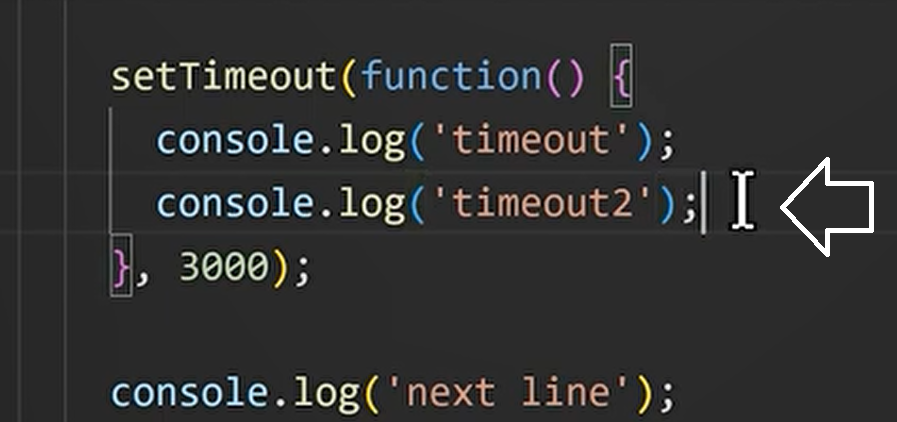 setTimeout(function() {
console.log('timeout');
console.log('timeout2');
}, 3000);
console.log('next line');